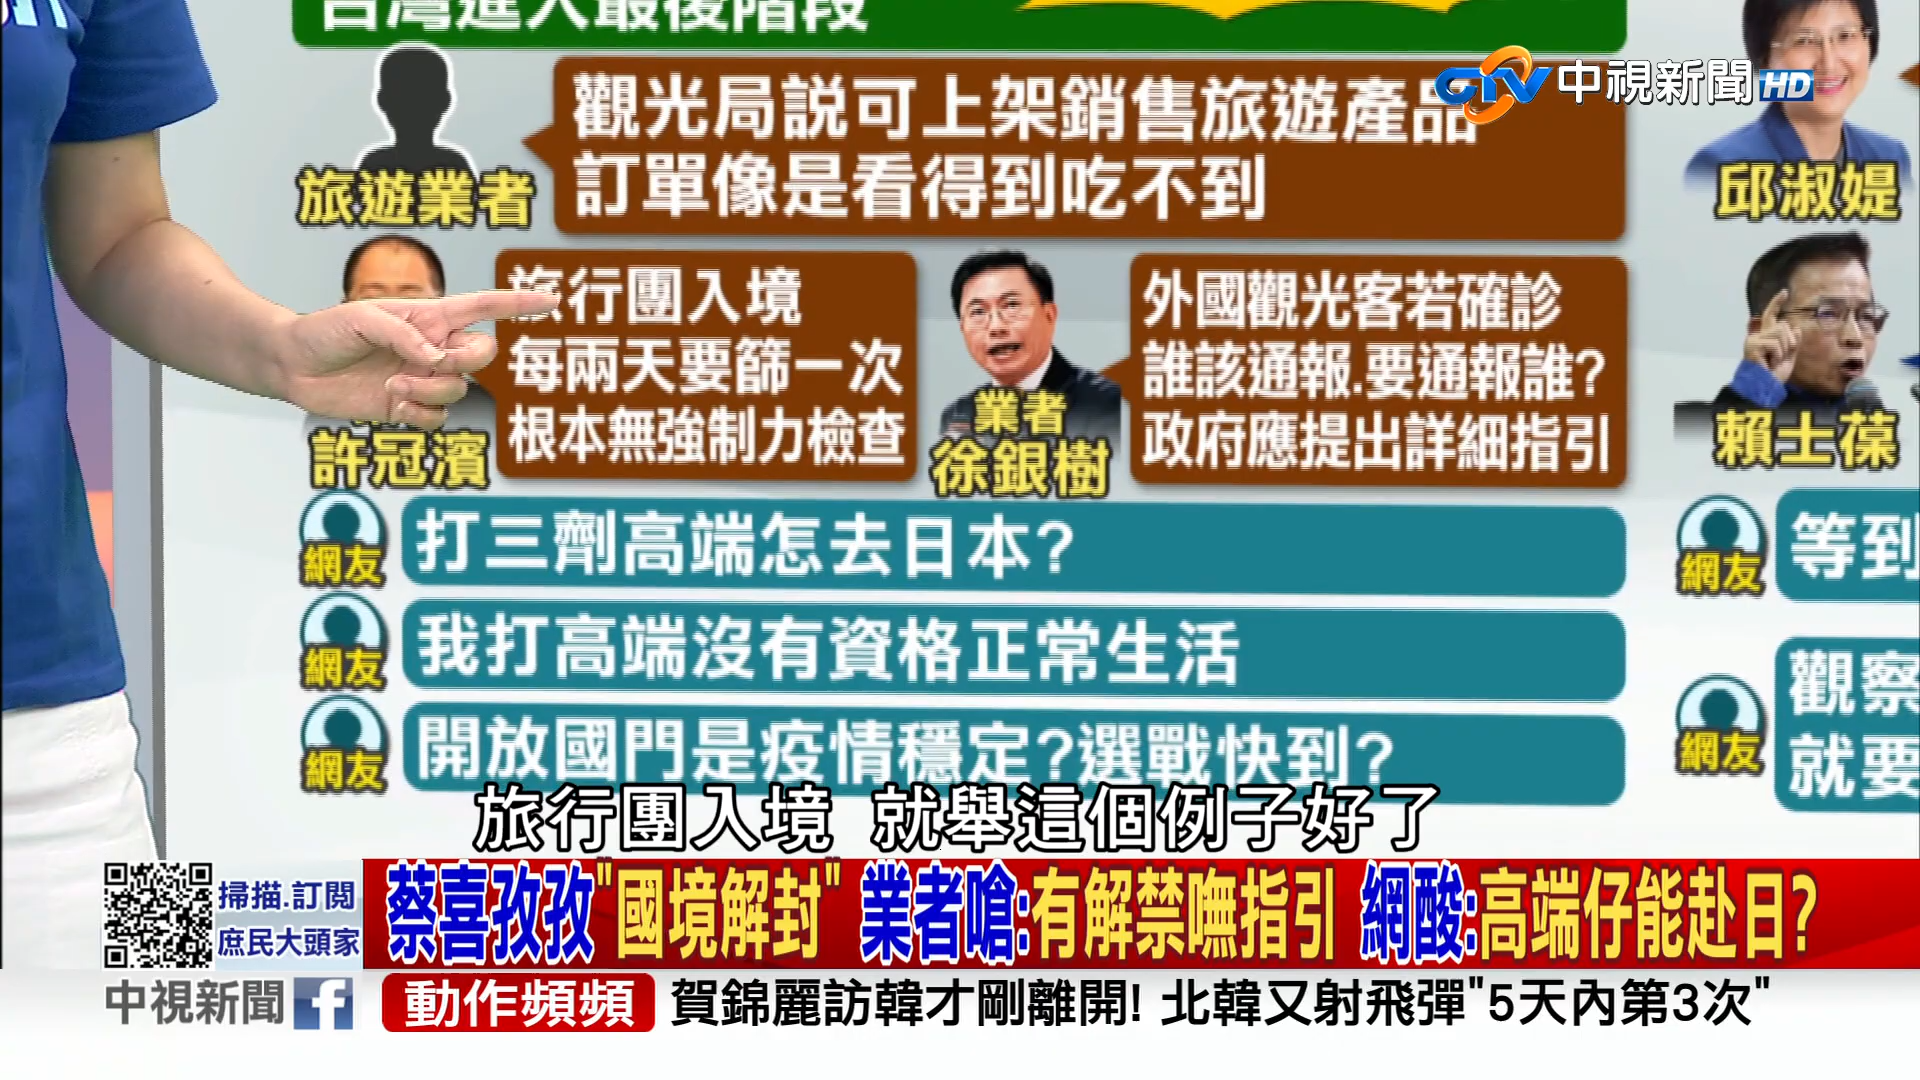 台灣進入最後階段
CTV中視新聞HD
觀光局說可上架銷售旅遊產品
訂單像是看得到吃不到
旅遊業者
邱淑媞
旅行團入境
每兩天要篩一次
根本無強制力檢查
許冠濱
外國觀光客若確診
誰該通報.要通報誰?
政府應提出詳細指引
業者
徐銀樹
賴士葆
網友
打三劑高端怎去日本?
網友
等到
網友
我打高端沒有資格正常生活
網友
開放國門是疫情穩定?選戰快到?
網友
觀察
就要
旅行團入境 就舉這個例子好了
掃描.訂閱
庶民大頭家
蔡喜孜孜"國境解封" 業者嗆:有解禁嘸指引 網酸:高端仔能赴日?
中視新聞
動作頻頻
賀錦麗訪韓才剛離開! 北韓又射飛彈"5天內第3次"